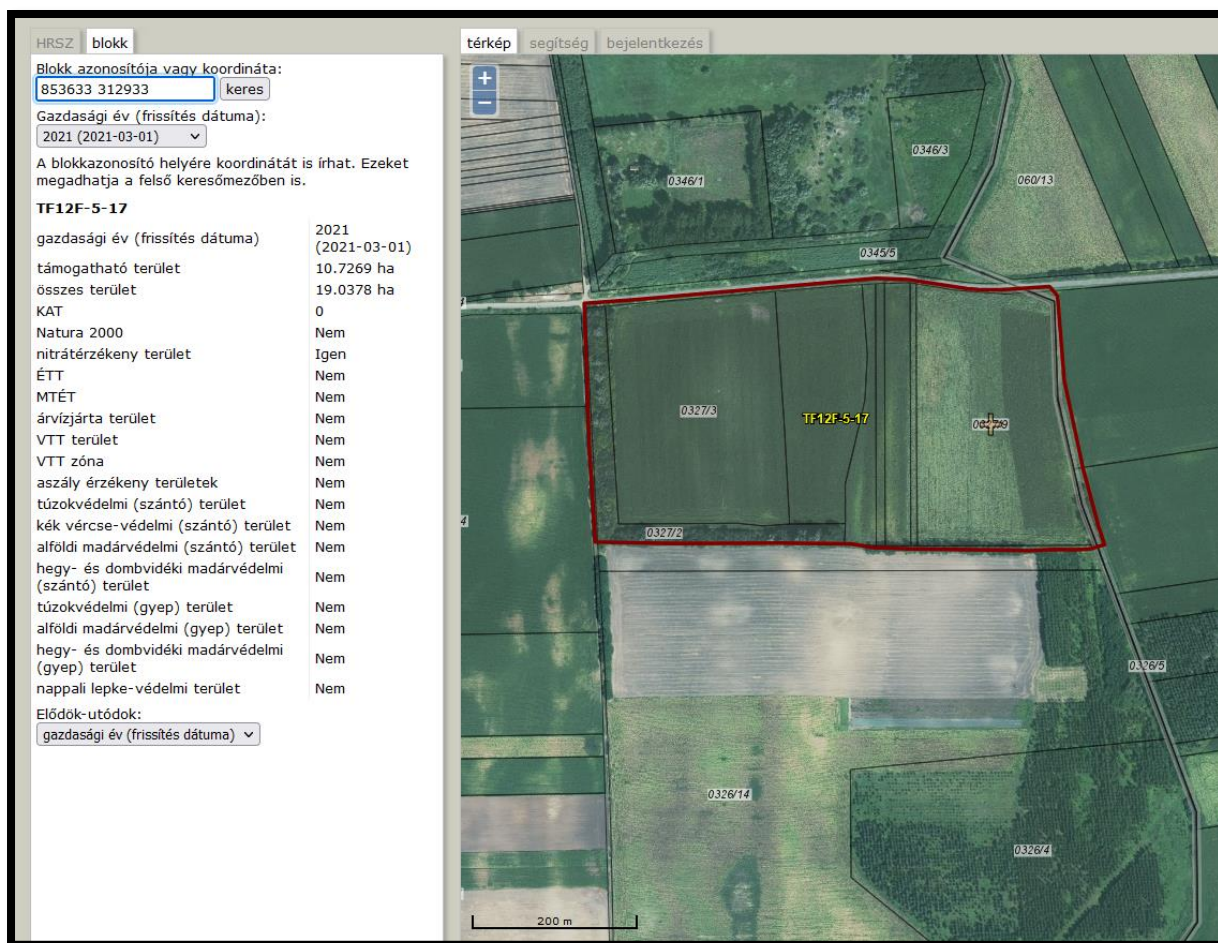 HRSZ blokk
Blokk azonosítója vagy koordináta:
853633 312933 keres
Gazdasági év (frissítés dátuma):
2021 (2021-03-01)
A blokkazonosító helyére koordinátát is írhat. Ezeket
megadhatja a felső keresőmezőben is.
TF12F-5-17
gazdasági év (frissítés dátuma) 2021
(2021-03-01)
támogatható terület 10.7269 ha
összes terület 19.0378 ha
KAT 0
Natura 2000 Nem
nitrátérzékeny terület Igen
ÉTT Nem
MTÉT Nem
árvízjárta terület Nem
VTT terület Nem
VTT zóna Nem
aszály érzékeny területek Nem
túzokvédelmi (szántó) terület Nem
kék vércse-védelmi (szántó) terület Nem
alföldi madárvédelmi (szántó) terület Nem
hegy- és dombvidéki madárvédelmi
(szántó) terület Nem
túzokvédelmi (gyep) terület Nem
alföldi madárvédelmi (gyep) terület Nem
hegy- és dombvidéki madárvédelmi
(gyep) terület Nem
nappali lepke-védelmi terület Nem
Elődök-utódok:
gazdasági év (frissítés dátuma)
térkép segítség bejelentkezés
+
−
0346/3
0346/1
060/13
0345/5
0327/3
TF12F-5-17
0327/2
0326/5
0326/14
0326/4
200 m